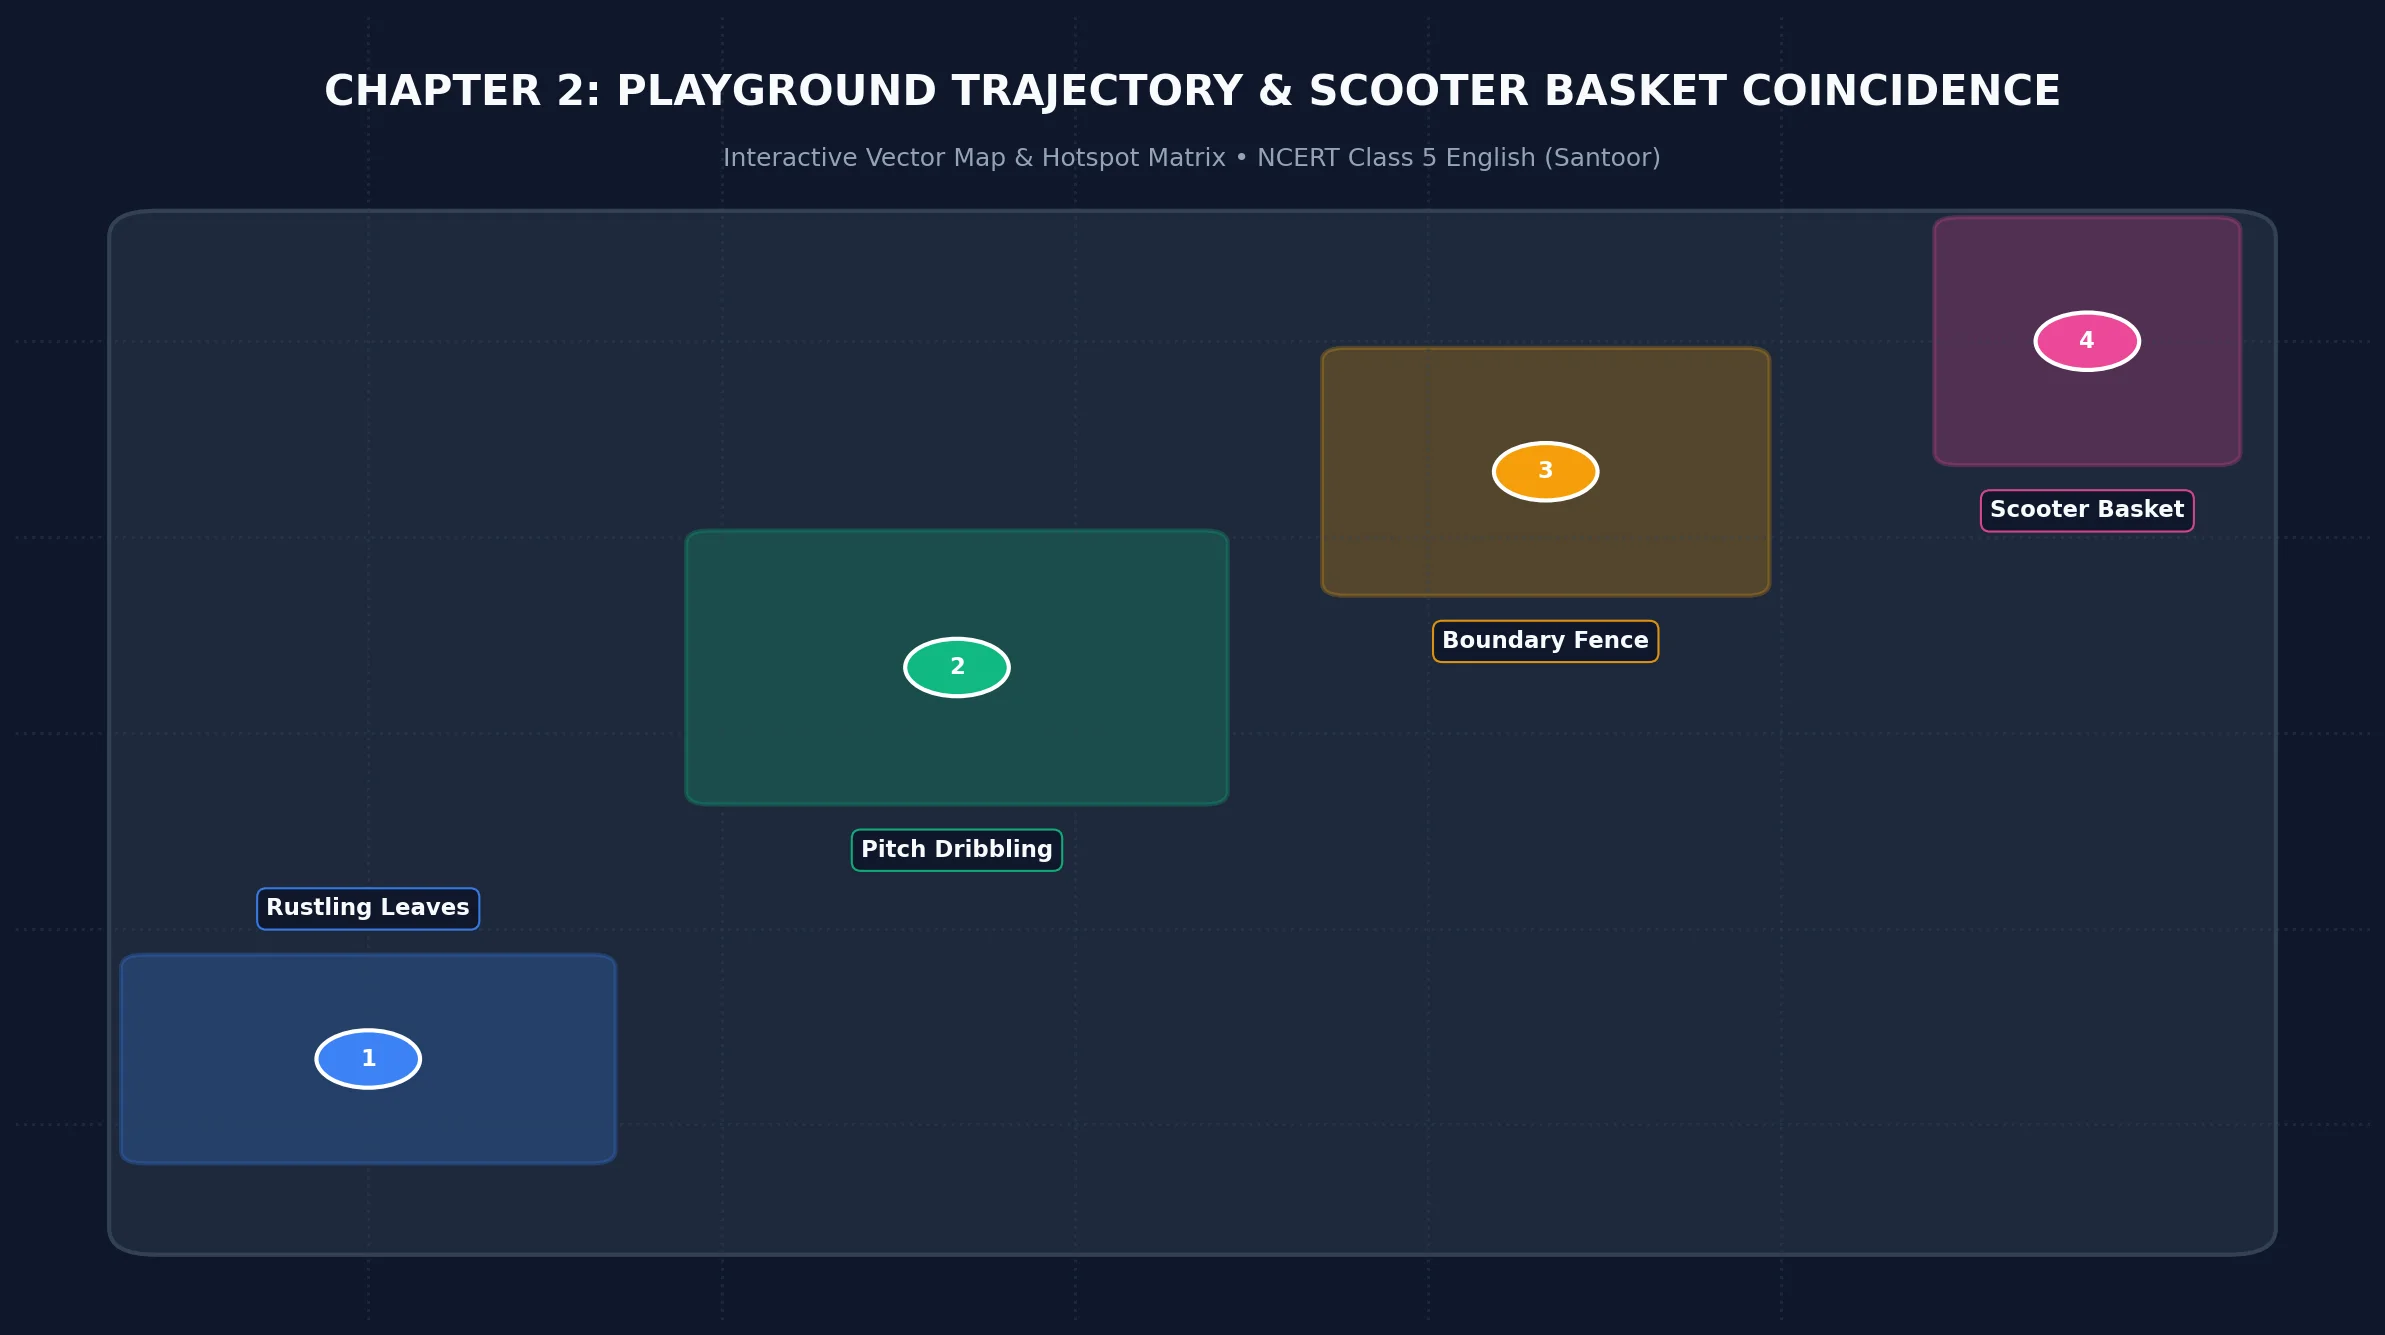 CHAPTER 2: PLAYGROUND TRAJECTORY & SCOOTER BASKET COINCIDENCE
Interactive Vector Map & Hotspot Matrix • NCERT Class 5 English (Santoor)
4
Scooter Basket
3
Boundary Fence
2
Pitch Dribbling
Rustling Leaves
1